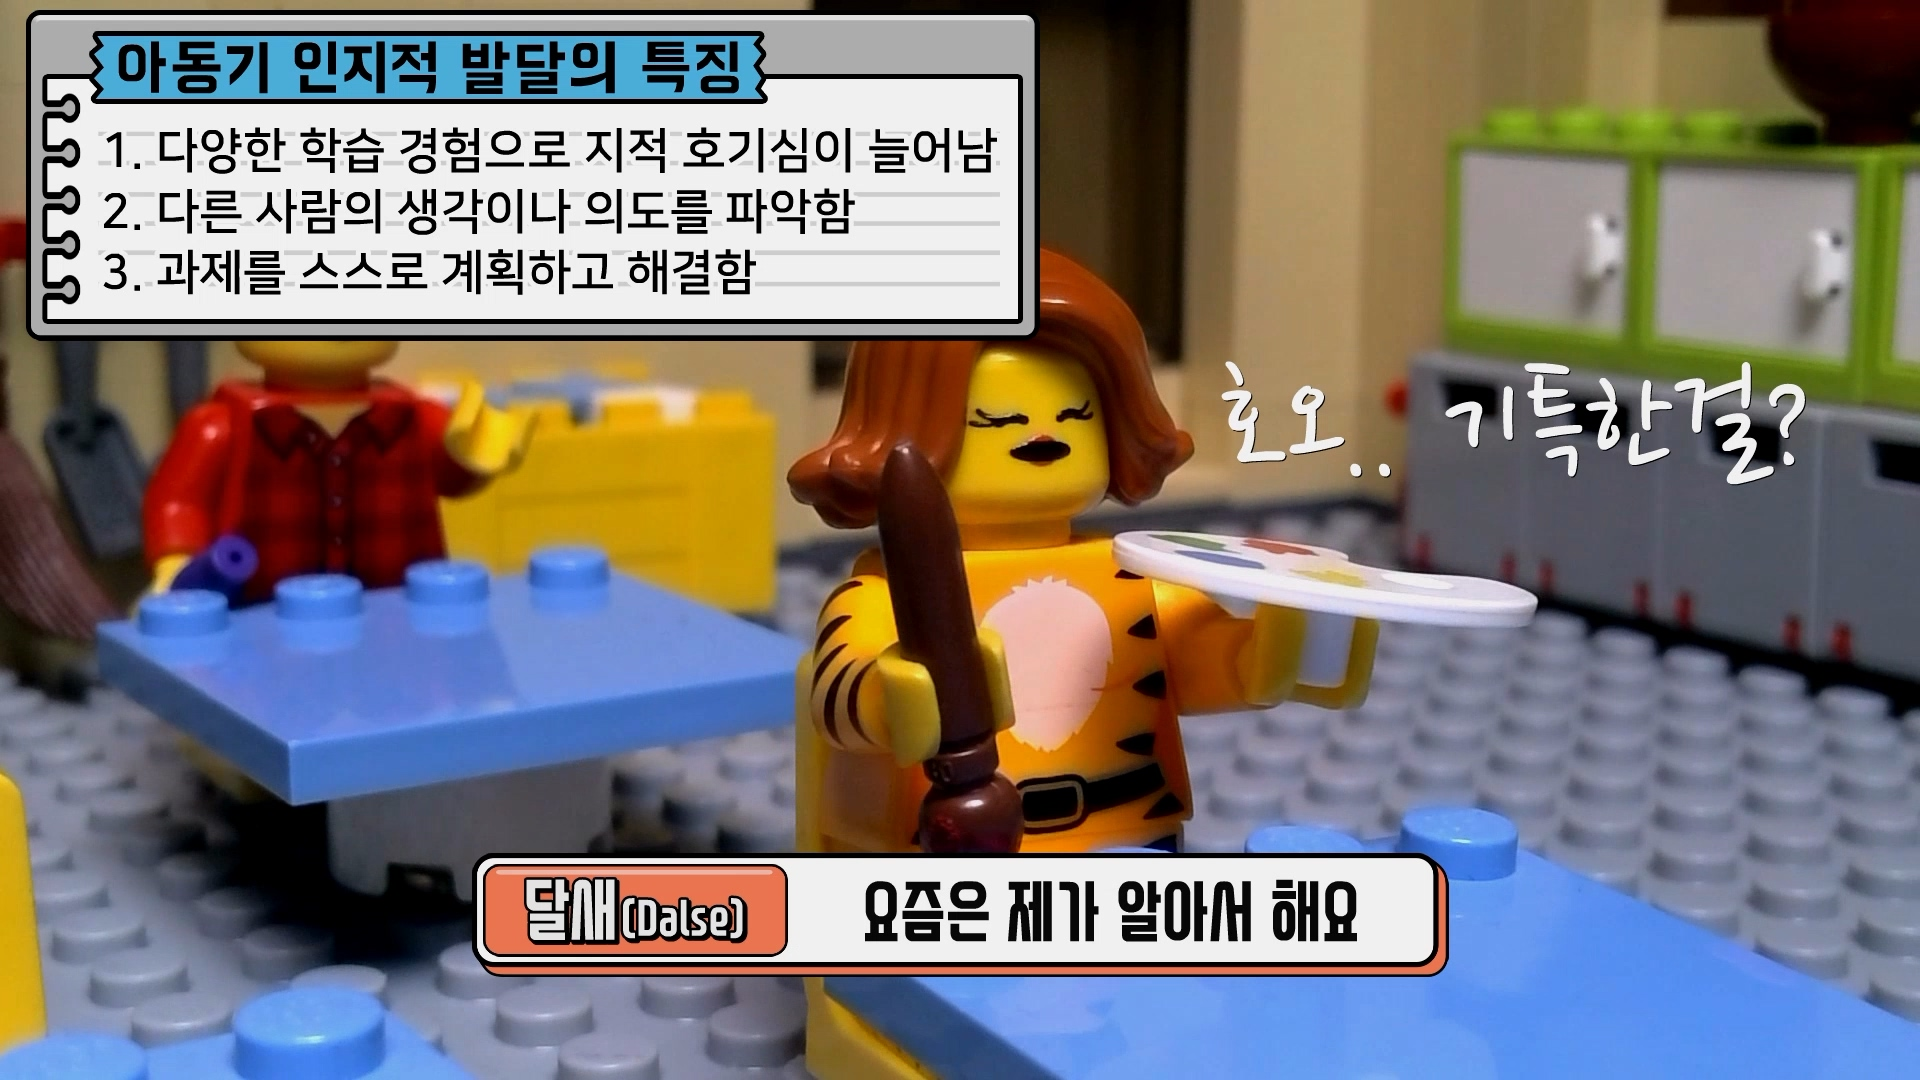 아동기 인지적 발달의 특징
1. 다양한 학습 경험으로 지적 호기심이 늘어남
2. 다른 사람의 생각이나 의도를 파악함
3. 과제를 스스로 계획하고 해결함
호오.. 기특한걸?
달새(Dalse) 요즘은 제가 알아서 해요